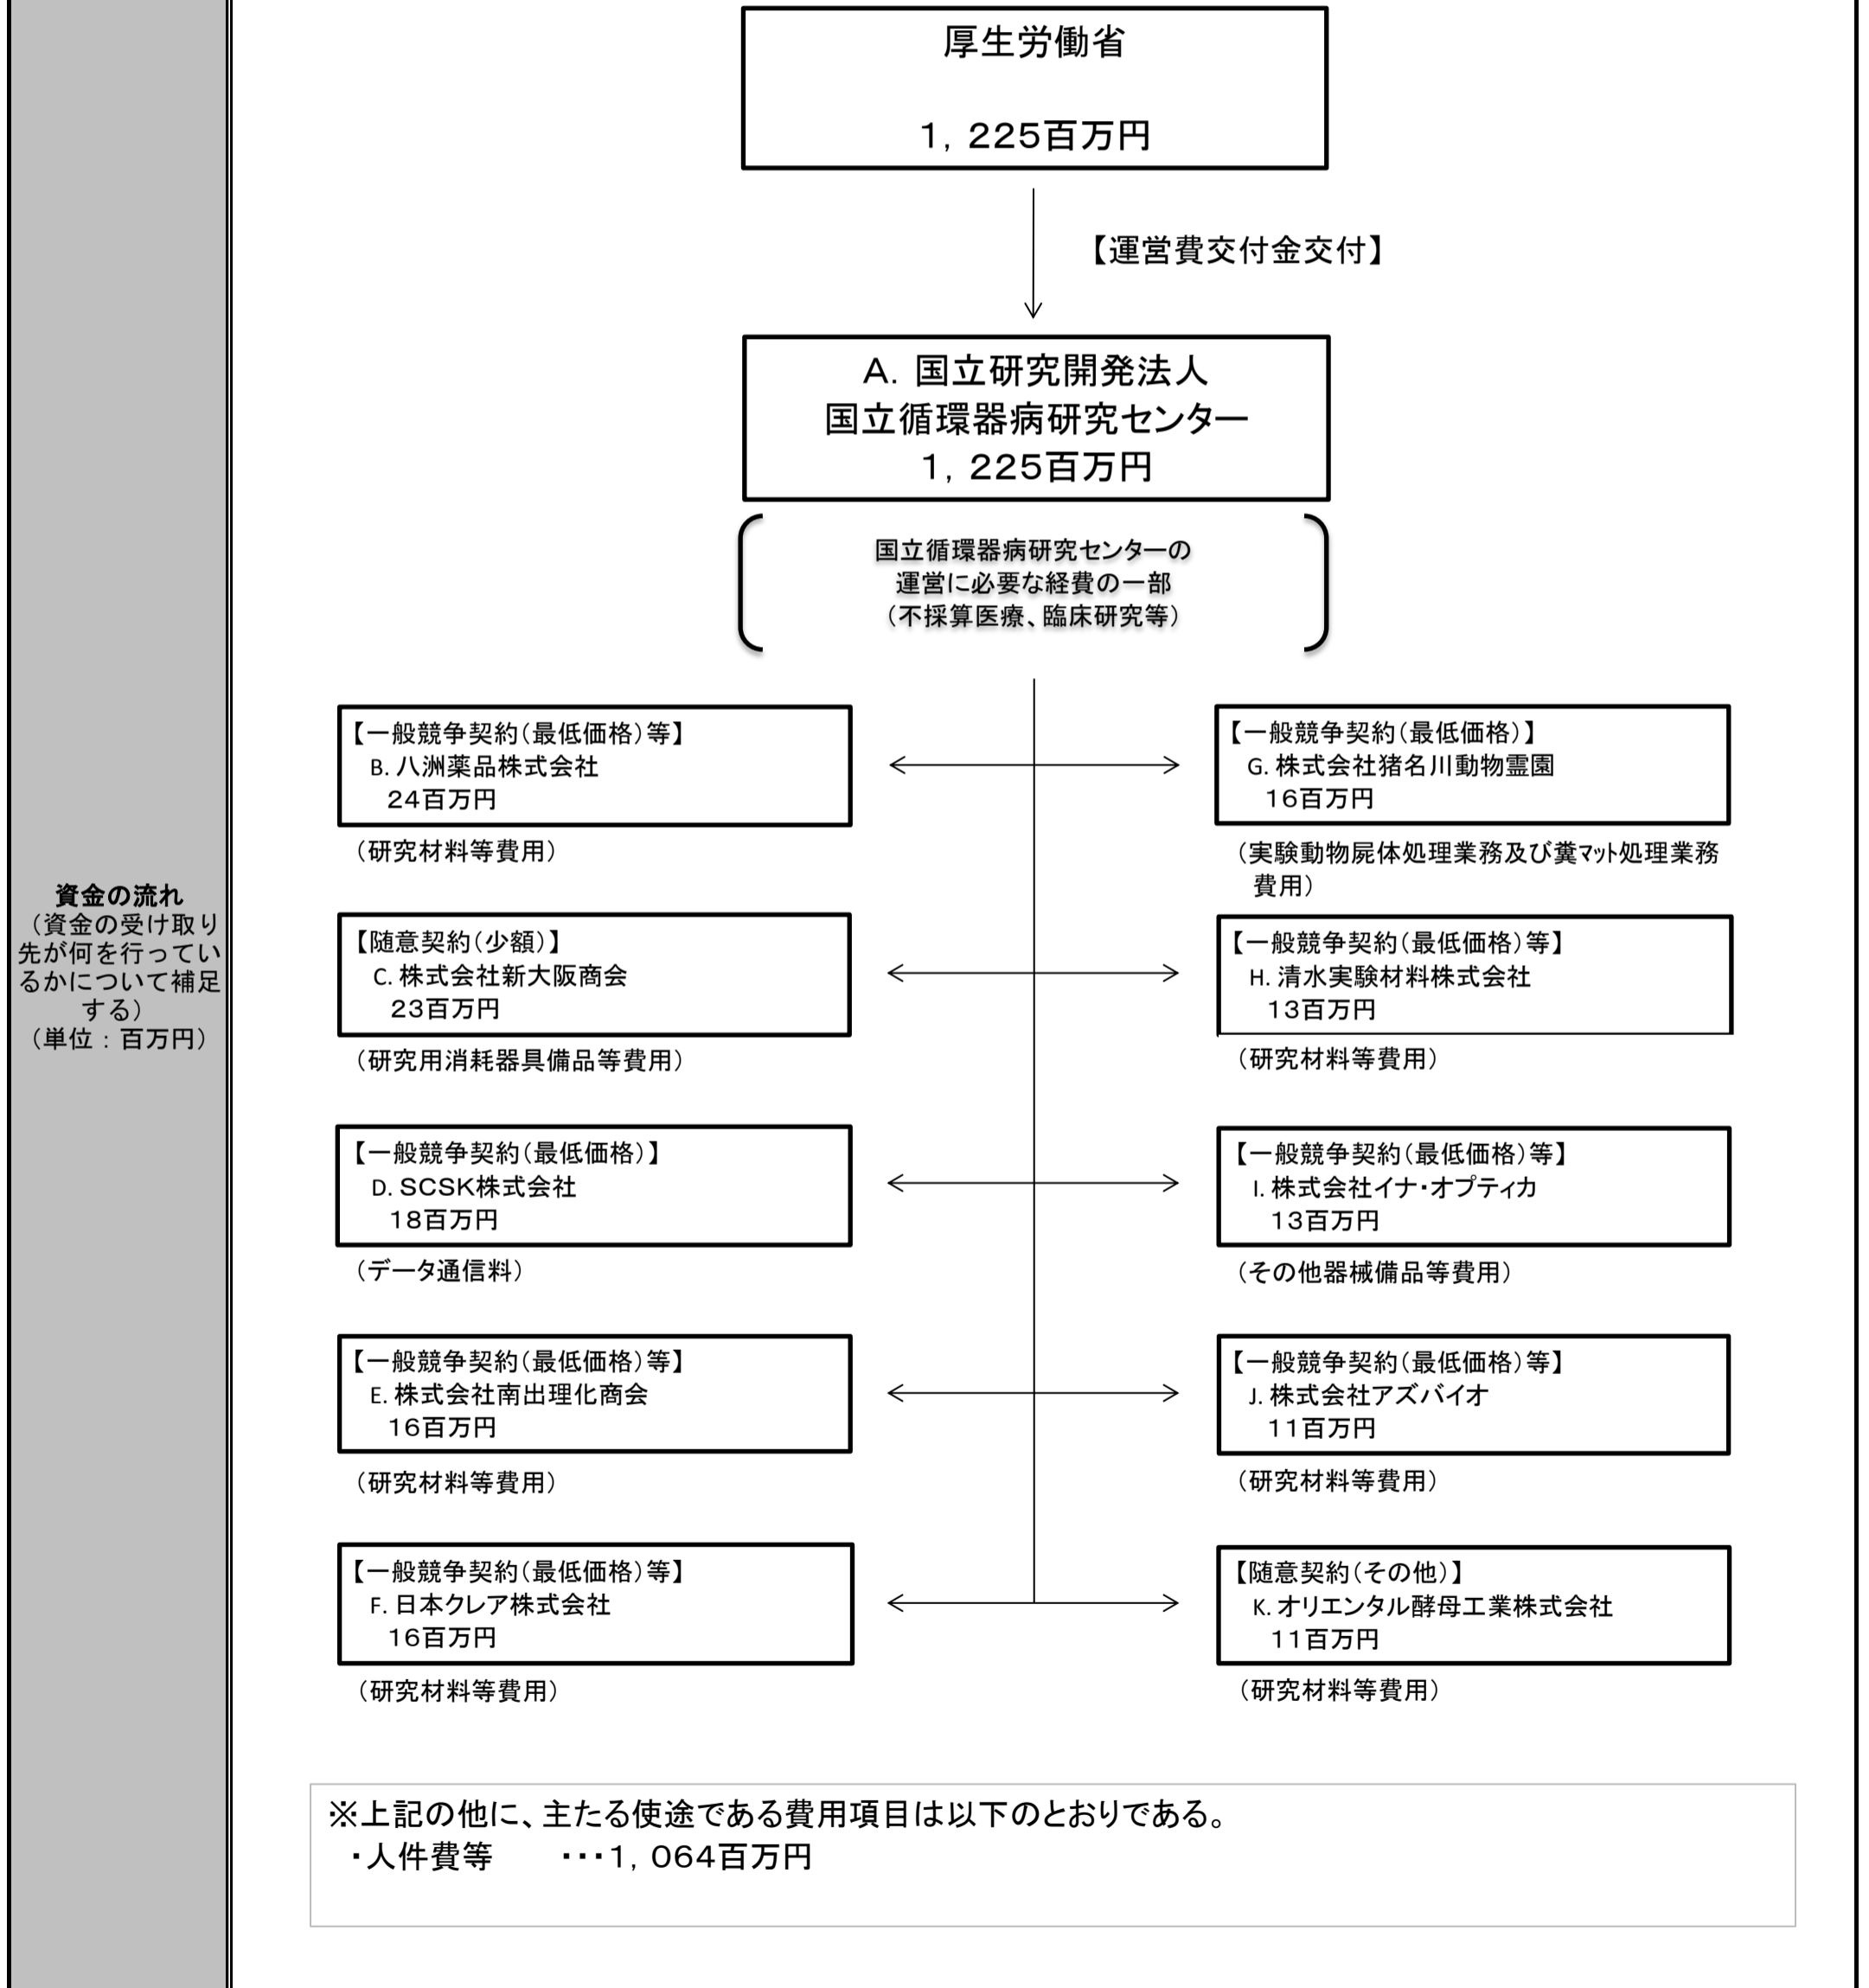 厚生労働省
１，２２５百万円
【運営費交付金交付】
Ａ．国立研究開発法人
国立循環器病研究センター
１，２２５百万円
国立循環器病研究センターの
運営に必要な経費の一部
（不採算医療、臨床研究等）
資金の流れ
（資金の受け取り
先が何を行ってい
るかについて補足
する）
（単位：百万円）
【一般競争契約（最低価格）等】
B. 八洲薬品株式会社
２４百万円
（研究材料等費用）
【随意契約（少額）】
C. 株式会社新大阪商会
２３百万円
（研究用消耗器具備品等費用）
【一般競争契約（最低価格）】
D. ＳＣＳＫ株式会社
１８百万円
（データ通信料）
【一般競争契約（最低価格）等】
E. 株式会社南出理化商会
１６百万円
（研究材料等費用）
【一般競争契約（最低価格）等】
F. 日本クレア株式会社
１６百万円
（研究材料等費用）
【一般競争契約（最低価格）】
G. 株式会社猪名川動物霊園
１６百万円
（実験動物屍体処理業務及び糞ﾏｯﾄ処理業務
費用）
【一般競争契約（最低価格）等】
H. 清水実験材料株式会社
１３百万円
（研究材料等費用）
【一般競争契約（最低価格）等】
I. 株式会社イナ・オプティカ
１３百万円
（その他器械備品等費用）
【一般競争契約（最低価格）等】
J. 株式会社アズバイオ
１１百万円
（研究材料等費用）
【随意契約（その他）】
K. オリエンタル酵母工業株式会社
１１百万円
（研究材料等費用）
※上記の他に、主たる使途である費用項目は以下のとおりである。
・人件費等　　・・・１，０６４百万円